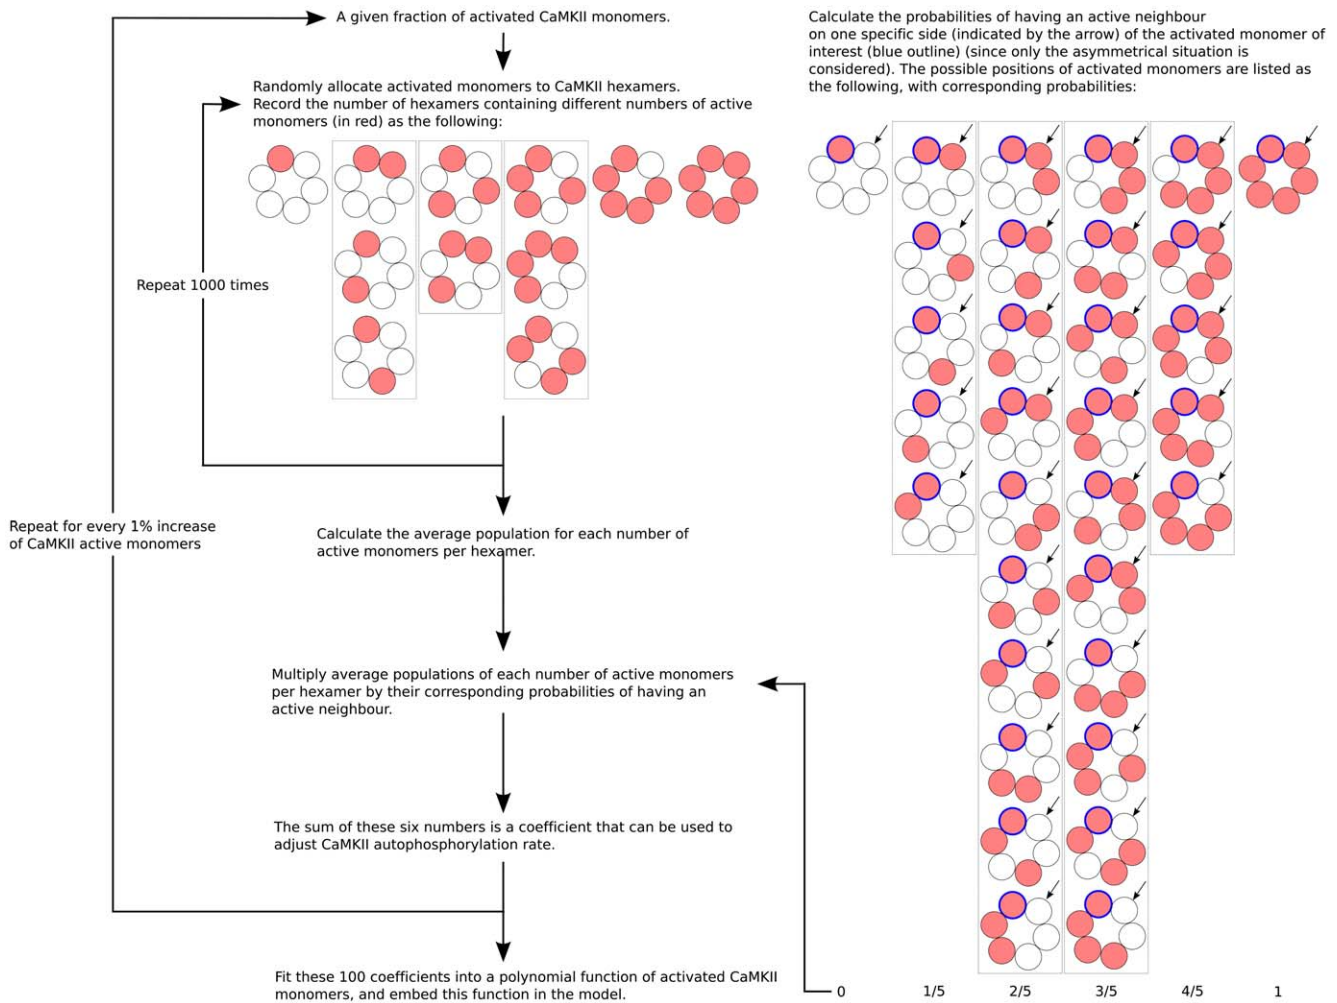 A given fraction of activated CaMKII monomers.
Randomly allocate activated monomers to CaMKII hexamers.
Record the number of hexamers containing different numbers of active
monomers (in red) as the following:
Repeat 1000 times
Repeat for every 1% increase
of CaMKII active monomers
Calculate the average population for each number of
active monomers per hexamer.
Multiply average populations of each number of active monomers
per hexamer by their corresponding probabilities of having an
active neighbour.
The sum of these six numbers is a coefficient that can be used to
adjust CaMKII autophosphorylation rate.
Fit these 100 coefficients into a polynomial function of activated CaMKII
monomers, and embed this function in the model.
Calculate the probabilities of having an active neighbour
on one specific side (indicated by the arrow) of the activated monomer of
interest (blue outline) (since only the asymmetrical situation is
considered). The possible positions of activated monomers are listed as
the following, with corresponding probabilities:
0 1/5 2/5 3/5 4/5 1